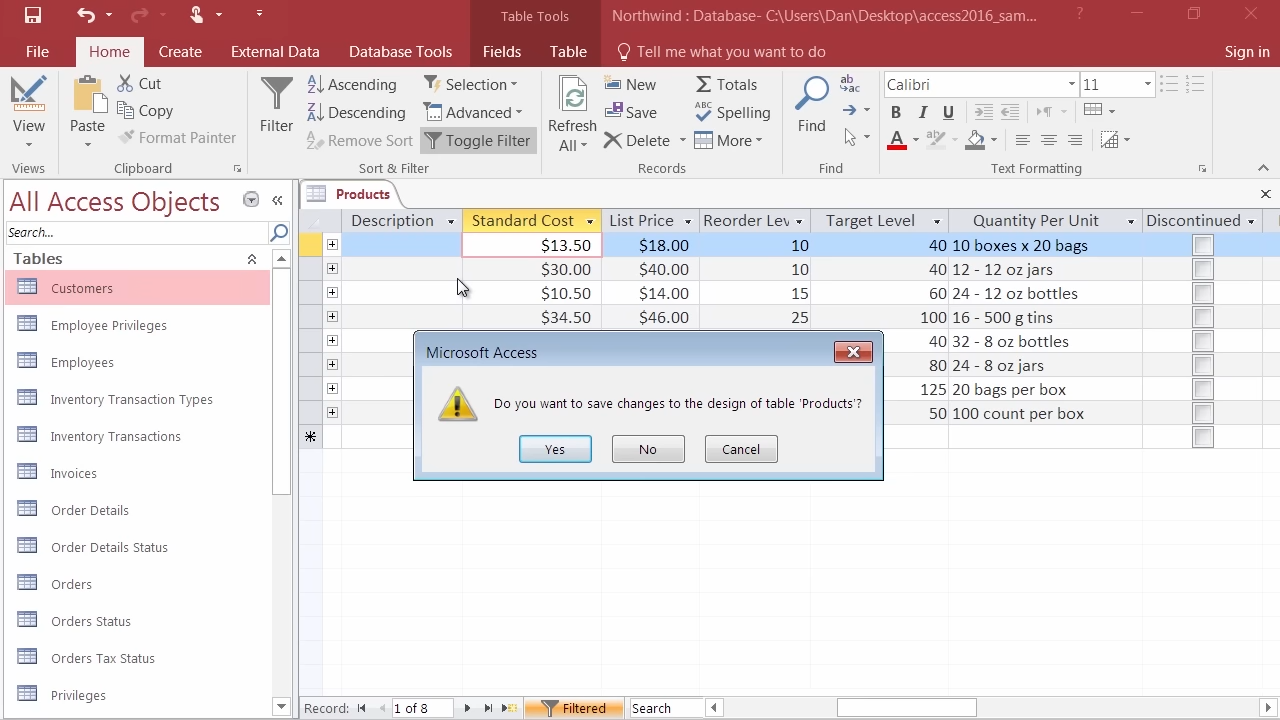 Table Tools
Northwind : Database- C:\Users\Dan\Desktop\access2016_sam...
?
File
Home
Create
External Data
Database Tools
Fields
Table
Tell me what you want to do
Sign in
View
Views
Paste
Cut
Copy
Format Painter
Clipboard
Filter
Ascending
Descending
Remove Sort
Selection
Advanced
Toggle Filter
Sort & Filter
Refresh
All
New
Save
Delete
Totals
Spelling
More
Records
Find
Find
Calibri
11
B I U
A
Text Formatting
All Access Objects
Search...
Tables
Customers
Employee Privileges
Employees
Inventory Transaction Types
Inventory Transactions
Invoices
Order Details
Order Details Status
Orders
Orders Status
Orders Tax Status
Privileges
Products
Description Standard Cost List Price Reorder Lev Target Level Quantity Per Unit Discontinued
$13.50 $18.00 10 40 10 boxes x 20 bags
$30.00 $40.00 10 40 12 - 12 oz jars
$10.50 $14.00 15 60 24 - 12 oz bottles
$34.50 $46.00 25 100 16 - 500 g tins
40 32 - 8 oz bottles
80 24 - 8 oz jars
125 20 bags per box
50 100 count per box
Microsoft Access
Do you want to save changes to the design of table 'Products'?
Yes
No
Cancel
Record: 1 of 8 Filtered Search